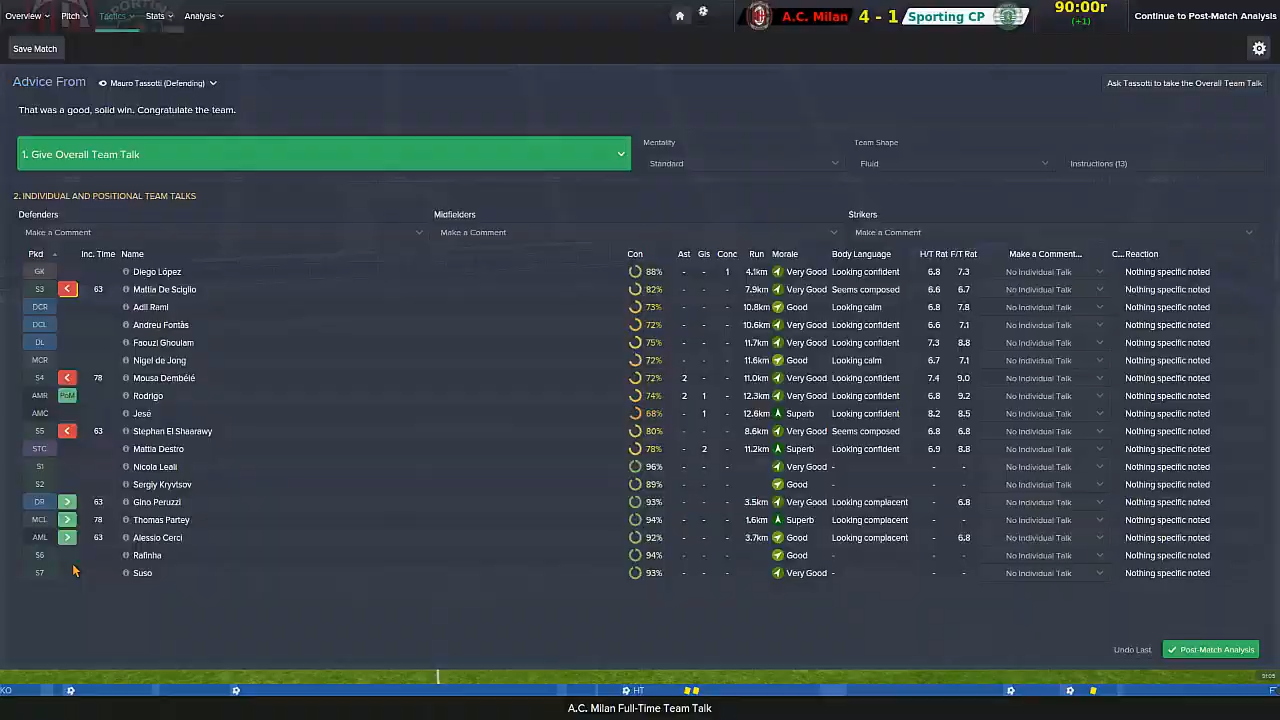 Overview Pitch Tactics Stats Analysis A.C. Milan 4 - 1 Sporting CP 90:00r (+1) Continue to Post-Match Analysis
Save Match
Advice From Mauro Tassotti (Defending) Ask Tassotti to take the Overall Team Talk
That was a good, solid win. Congratulate the team.
Mentality Team Shape
1. Give Overall Team Talk Standard Fluid Instructions (13)
2. INDIVIDUAL AND POSITIONAL TEAM TALKS
Defenders Midfielders Strikers
Make a Comment Make a Comment Make a Comment
Pkd Inc. Time Name Con Ast Gls Conc Run Morale Body Language H/T Rat F/T Rat Make a Comment... C... Reaction
GK Diego López 88% - - 1 4.1km Very Good Looking confident 6.8 7.3 No Individual Talk Nothing specific noted
S3 63 Mattia De Sciglio 82% - - - 7.9km Very Good Seems composed 6.6 6.7 No Individual Talk Nothing specific noted
DCR Adil Rami 73% - - - 10.8km Good Looking calm 6.8 7.8 No Individual Talk Nothing specific noted
DCL Andreu Fontàs 72% - - - 10.6km Very Good Looking confident 6.6 7.1 No Individual Talk Nothing specific noted
DL Faouzi Ghoulam 75% - - - 11.7km Very Good Looking confident 7.3 8.8 No Individual Talk Nothing specific noted
MCR Nigel de Jong 72% - - - 11.6km Good Looking calm 6.7 7.1 No Individual Talk Nothing specific noted
S4 78 Mousa Dembélé 72% 2 - - 11.0km Very Good Looking confident 7.4 9.0 No Individual Talk Nothing specific noted
AMR PoM Rodrigo 74% 2 1 - 12.3km Very Good Looking confident 6.8 9.2 No Individual Talk Nothing specific noted
AMC Jesé 68% - 1 - 12.6km Superb Looking confident 8.2 8.5 No Individual Talk Nothing specific noted
S5 63 Stephan El Shaarawy 80% - - - 8.6km Very Good Seems composed 6.8 6.8 No Individual Talk Nothing specific noted
STC Mattia Destro 78% - 2 - 11.2km Superb Looking confident 6.9 8.8 No Individual Talk Nothing specific noted
S1 Nicola Leali 96% - - - Very Good - - - No Individual Talk Nothing specific noted
S2 Sergiy Kryvtsov 89% - - - Good - - - No Individual Talk Nothing specific noted
DR 63 Gino Peruzzi 93% - - - 3.5km Very Good Looking complacent - 6.8 No Individual Talk Nothing specific noted
MCL 78 Thomas Partey 94% - - - 1.6km Superb Looking complacent - - No Individual Talk Nothing specific noted
AML 63 Alessio Cerci 92% - - - 3.7km Good Looking complacent - 6.8 No Individual Talk Nothing specific noted
S6 Rafinha 94% - - - Good - - - No Individual Talk Nothing specific noted
S7 Suso 93% - - - Very Good - - - No Individual Talk Nothing specific noted
Undo Last Post-Match Analysis
KO HT F
A.C. Milan Full-Time Team Talk